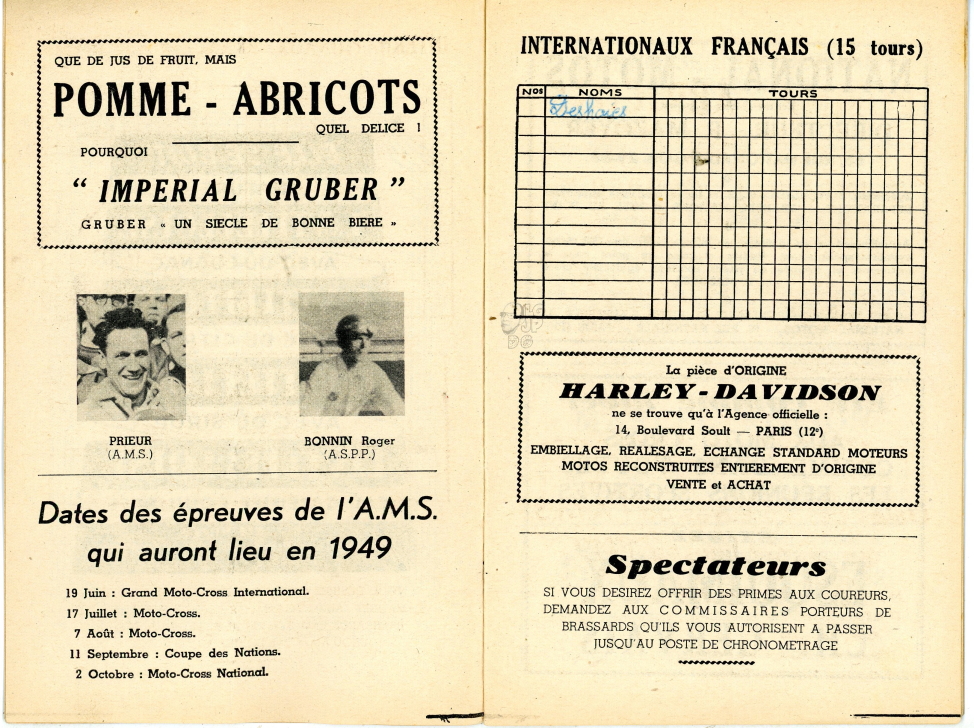 QUE DE JUS DE FRUIT, MAIS
POMME - ABRICOTS
QUEL DELICE !
POURQUOI
“ IMPERIAL GRUBER ”
GRUBER « UN SIECLE DE BONNE BIERE »
PRIEUR
(A.M.S.)
BONNIN Roger
(A.S.P.P.)
Dates des épreuves de l'A.M.S.
qui auront lieu en 1949
19 Juin : Grand Moto-Cross International.
17 Juillet : Moto-Cross.
7 Août : Moto-Cross.
11 Septembre : Coupe des Nations.
2 Octobre : Moto-Cross National.
INTERNATIONAUX FRANÇAIS (15 tours)
Nos NOMS TOURS
La pièce d'ORIGINE
HARLEY-DAVIDSON
ne se trouve qu'à l'Agence officielle :
14, Boulevard Soult — PARIS (12e)
EMBIELLAGE, REALESAGE, ECHANGE STANDARD MOTEURS
MOTOS RECONSTRUITES ENTIEREMENT D'ORIGINE
VENTE et ACHAT
Spectateurs
SI VOUS DESIREZ OFFRIR DES PRIMES AUX COUREURS,
DEMANDEZ AUX COMMISSAIRES PORTEURS DE
BRASSARDS QU'ILS VOUS AUTORISENT A PASSER
JUSQU'AU POSTE DE CHRONOMETRAGE